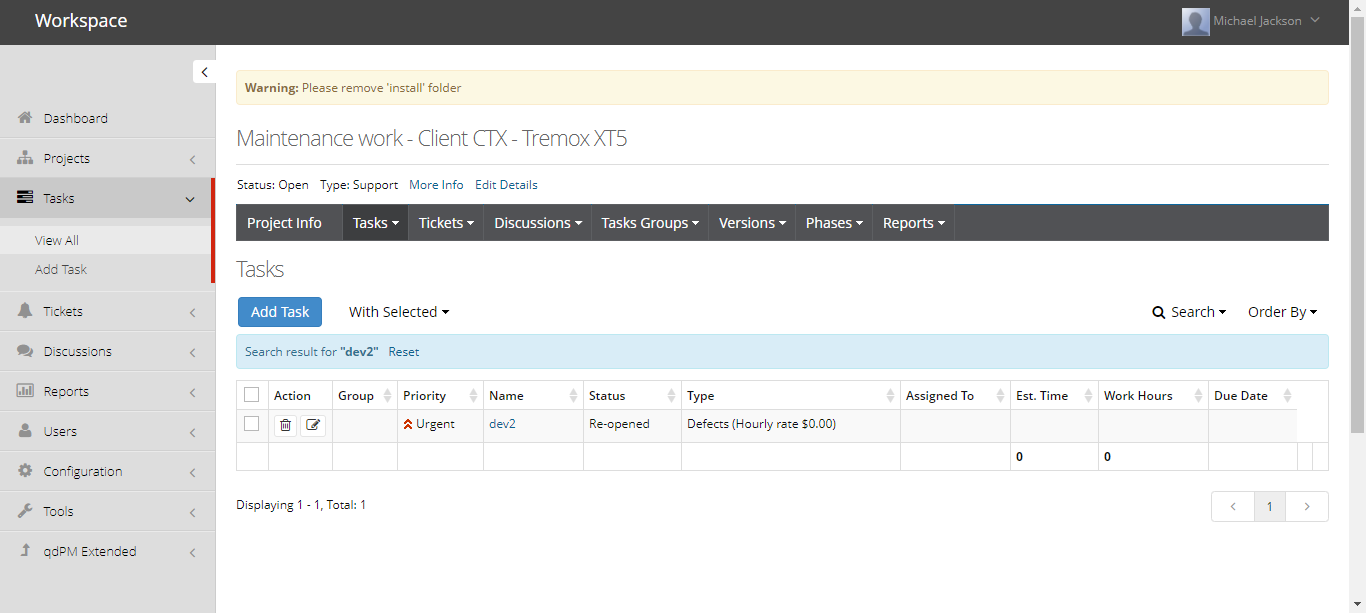 Workspace
Michael Jackson
Dashboard
Projects
Tasks
View All
Add Task
Tickets
Discussions
Reports
Users
Configuration
Tools
qdPM Extended
Warning: Please remove 'install' folder
Maintenance work - Client CTX - Tremox XT5
Status: Open Type: Support More Info Edit Details
Project Info Tasks Tickets Discussions Tasks Groups Versions Phases Reports
Tasks
Add Task With Selected Search Order By
Search result for "dev2" Reset
Action Group Priority Name Status Type Assigned To Est. Time Work Hours Due Date
Urgent dev2 Re-opened Defects (Hourly rate $0.00)
0 0
Displaying 1 - 1, Total: 1
1